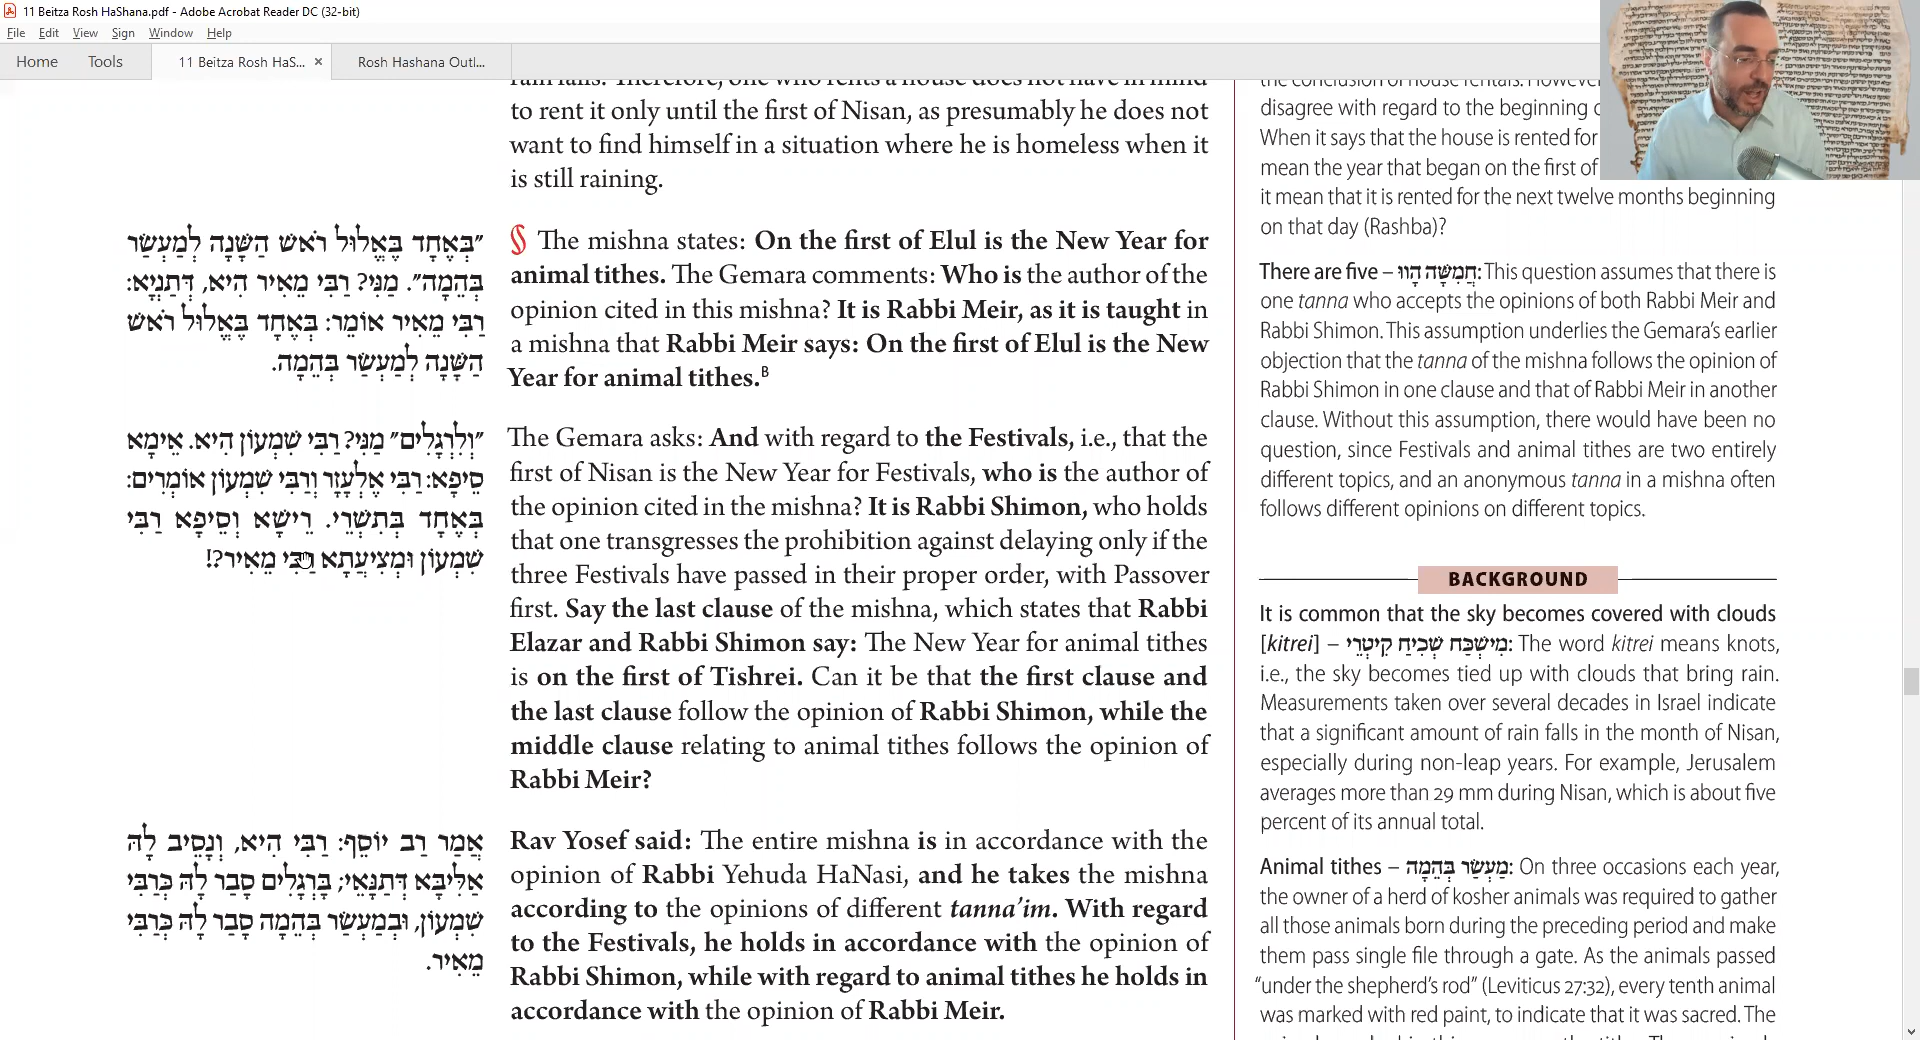 11 Beitza Rosh HaShana.pdf - Adobe Acrobat Reader DC (32-bit)
File Edit View Sign Window Help
Home Tools 11 Beitza Rosh HaS... × Rosh Hashana Outl...
rain falls. Therefore, one who rents a house does not have in mind
to rent it only until the first of Nisan, as presumably he does not
want to find himself in a situation where he is homeless when it
is still raining.
״בְּאֶחָד בֶּאֱלוּל רֹאשׁ הַשָּׁנָה לְמַעְשַׂר
בְּהֵמָה״. מַנִּי? רַבִּי מֵאִיר הִיא, דְּתַנְיָא:
רַבִּי מֵאִיר אוֹמֵר: בְּאֶחָד בֶּאֱלוּל רֹאשׁ
הַשָּׁנָה לְמַעְשַׂר בְּהֵמָה.
The mishna states: On the first of Elul is the New Year for
animal tithes. The Gemara comments: Who is the author of the
opinion cited in this mishna? It is Rabbi Meir, as it is taught in
a mishna that Rabbi Meir says: On the first of Elul is the New
Year for animal tithes.B
״וְלִרְגָלִים״ מַנִּי? רַבִּי שִׁמְעוֹן הִיא. אֵימָא
סֵיפָא: רַבִּי אֶלְעָזָר וְרַבִּי שִׁמְעוֹן אוֹמְרִים:
בְּאֶחָד בְּתִשְׁרֵי. רֵישָׁא וְסֵיפָא רַבִּי
שִׁמְעוֹן וּמְצִיעֲתָא רַבִּי מֵאִיר?!
The Gemara asks: And with regard to the Festivals, i.e., that the
first of Nisan is the New Year for Festivals, who is the author of
the opinion cited in the mishna? It is Rabbi Shimon, who holds
that one transgresses the prohibition against delaying only if the
three Festivals have passed in their proper order, with Passover
first. Say the last clause of the mishna, which states that Rabbi
Elazar and Rabbi Shimon say: The New Year for animal tithes
is on the first of Tishrei. Can it be that the first clause and
the last clause follow the opinion of Rabbi Shimon, while the
middle clause relating to animal tithes follows the opinion of
Rabbi Meir?
אֲמַר רַב יוֹסֵף: רַבִּי הִיא, וְנָסֵיב לָהּ
אַלִּיבָּא דְּתַנָּאֵי; בָּרְגָלִים סָבַר לָהּ כְּרַבִּי
שִׁמְעוֹן, וּבְמַעְשַׂר בְּהֵמָה סָבַר לָהּ כְּרַבִּי
מֵאִיר.
Rav Yosef said: The entire mishna is in accordance with the
opinion of Rabbi Yehuda HaNasi, and he takes the mishna
according to the opinions of different tanna'im. With regard
to the Festivals, he holds in accordance with the opinion of
Rabbi Shimon, while with regard to animal tithes he holds in
accordance with the opinion of Rabbi Meir.
the conclusion of house rentals. However
disagree with regard to the beginning
When it says that the house is rented for
mean the year that began on the first of
it mean that it is rented for the next twelve months beginning
on that day (Rashba)?
There are five – חֲמִשָּׁה הָווּ: This question assumes that there is
one tanna who accepts the opinions of both Rabbi Meir and
Rabbi Shimon. This assumption underlies the Gemara's earlier
objection that the tanna of the mishna follows the opinion of
Rabbi Shimon in one clause and that of Rabbi Meir in another
clause. Without this assumption, there would have been no
question, since Festivals and animal tithes are two entirely
different topics, and an anonymous tanna in a mishna often
follows different opinions on different topics.
BACKGROUND
It is common that the sky becomes covered with clouds
[kitrei] – מִישְׁכַּח שְׁכִיחַ קִיטְרֵי: The word kitrei means knots,
i.e., the sky becomes tied up with clouds that bring rain.
Measurements taken over several decades in Israel indicate
that a significant amount of rain falls in the month of Nisan,
especially during non-leap years. For example, Jerusalem
averages more than 29 mm during Nisan, which is about five
percent of its annual total.
Animal tithes – מַעְשַׂר בְּהֵמָה: On three occasions each year,
the owner of a herd of kosher animals was required to gather
all those animals born during the preceding period and make
them pass single file through a gate. As the animals passed
"under the shepherd's rod" (Leviticus 27:32), every tenth animal
was marked with red paint, to indicate that it was sacred. The